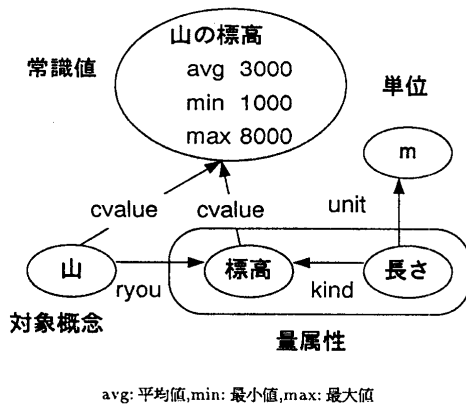 山の標高
常識値
avg 3000
min 1000
max 8000
単位
m
cvalue
cvalue
unit
山
標高
長さ
ryou
kind
対象概念
量属性
avg: 平均値,min: 最小値,max: 最大値